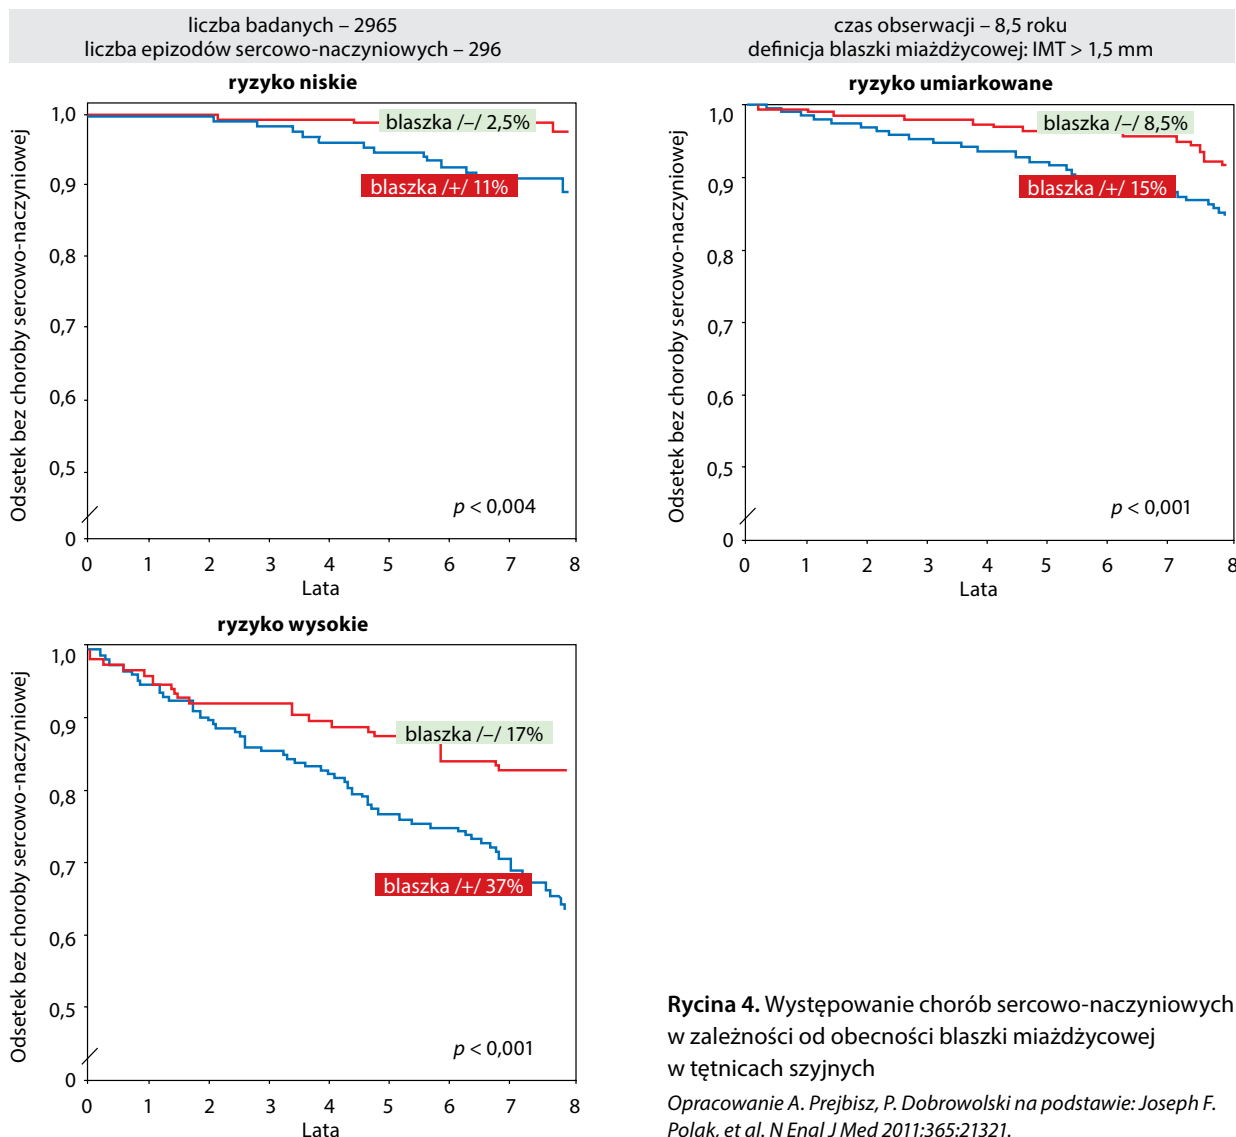 liczba badanych – 2965
liczba epizodów sercowo-naczyniowych – 296
czas obserwacji – 8,5 roku
definicja blaszki miażdżycowej: IMT > 1,5 mm
ryzyko niskie
Odsetek bez choroby sercowo-naczyniowej
1,0
0,9
0,8
0,7
0,6
0,5
0
blaszka /–/ 2,5%
blaszka /+/ 11%
p < 0,004
0 1 2 3 4 5 6 7 8
Lata
ryzyko umiarkowane
Odsetek bez choroby sercowo-naczyniowej
1,0
0,9
0,8
0,7
0,6
0,5
0
blaszka /–/ 8,5%
blaszka /+/ 15%
p < 0,001
0 1 2 3 4 5 6 7 8
Lata
ryzyko wysokie
Odsetek bez choroby sercowo-naczyniowej
1,0
0,9
0,8
0,7
0,6
0,5
0
blaszka /–/ 17%
blaszka /+/ 37%
p < 0,001
0 1 2 3 4 5 6 7 8
Lata
Rycina 4. Występowanie chorób sercowo-naczyniowych
w zależności od obecności blaszki miażdżycowej
w tętnicach szyjnych
Opracowanie A. Prejbisz, P. Dobrowolski na podstawie: Joseph F.
Polak, et al. N Engl J Med 2011;365:21321.